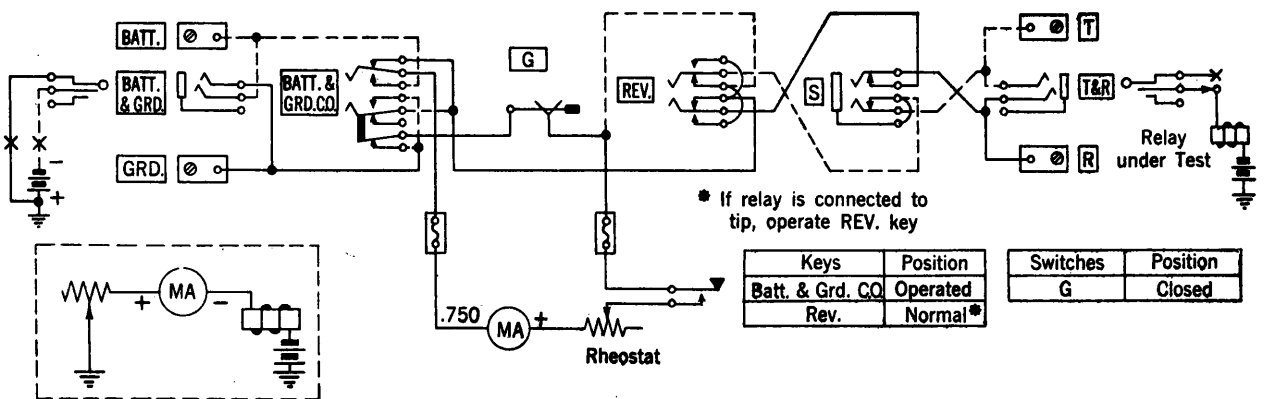 BATT.
BATT.
& GRD.
GRD.
BATT. &
GRD.CO.
G
REV.
S
T
T&R
R
Relay
under Test
✱ If relay is connected to
tip, operate REV. key
Keys Position
Batt. & Grd. C.O. Operated
Rev. Normal✱
Switches Position
G Closed
.750
MA
+
Rheostat
-
+
+
MA
-